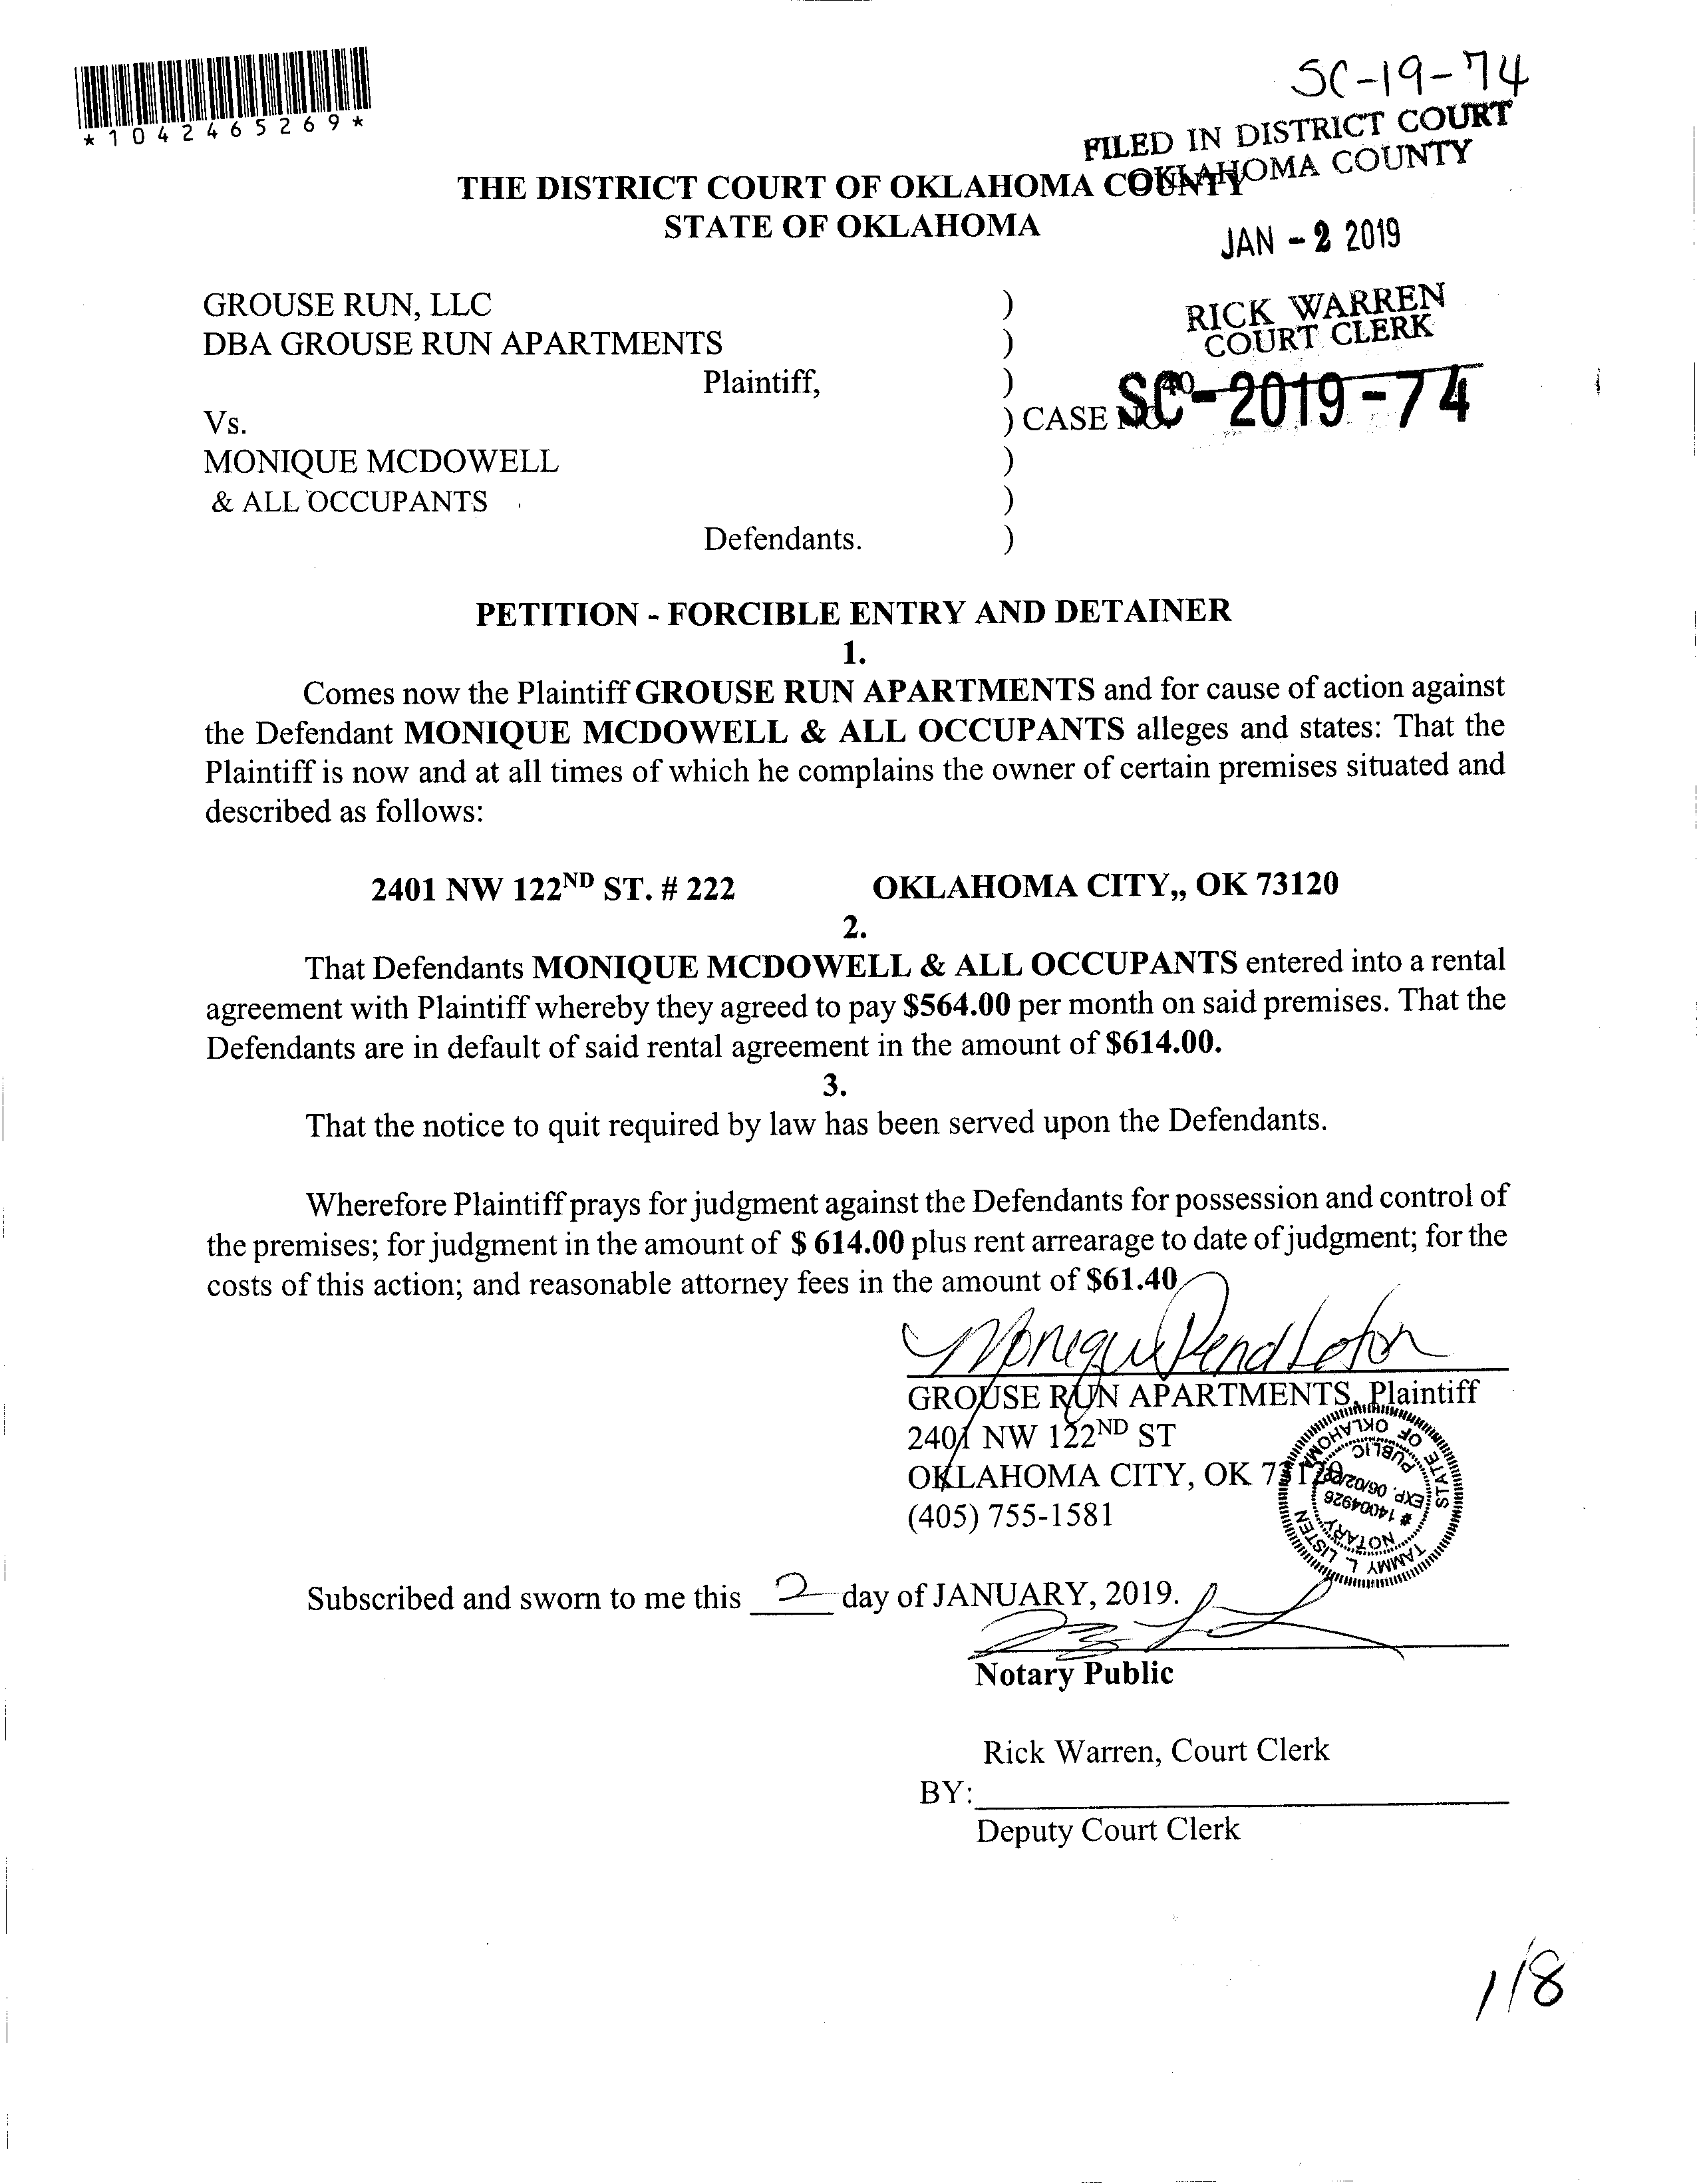 SC-19-74
*1042465269*
FILED IN DISTRICT COURT
OKLAHOMA COUNTY
THE DISTRICT COURT OF OKLAHOMA COUNTY
STATE OF OKLAHOMA
JAN - 2 2019
GROUSE RUN, LLC )
DBA GROUSE RUN APARTMENTS )
RICK WARREN
COURT CLERK
Plaintiff, )
40
Vs. ) CASE NO. SC-2019-74
MONIQUE MCDOWELL )
& ALL OCCUPANTS )
Defendants. )
PETITION - FORCIBLE ENTRY AND DETAINER
1.
Comes now the Plaintiff GROUSE RUN APARTMENTS and for cause of action against
the Defendant MONIQUE MCDOWELL & ALL OCCUPANTS alleges and states: That the
Plaintiff is now and at all times of which he complains the owner of certain premises situated and
described as follows:
2401 NW 122ND ST. # 222 OKLAHOMA CITY,, OK 73120
2.
That Defendants MONIQUE MCDOWELL & ALL OCCUPANTS entered into a rental
agreement with Plaintiff whereby they agreed to pay $564.00 per month on said premises. That the
Defendants are in default of said rental agreement in the amount of $614.00.
3.
That the notice to quit required by law has been served upon the Defendants.
Wherefore Plaintiff prays for judgment against the Defendants for possession and control of
the premises; for judgment in the amount of $ 614.00 plus rent arrearage to date of judgment; for the
costs of this action; and reasonable attorney fees in the amount of $61.40
Monique Pendleton
GROUSE RUN APARTMENTS, Plaintiff
2401 NW 122ND ST
OKLAHOMA CITY, OK 73120
(405) 755-1581
TAMMY L. LISTEN
NOTARY
# 14004926
EXP. 06/02/
PUBLIC
STATE OF OKLAHOMA
Subscribed and sworn to me this 2 day of JANUARY, 2019.
Notary Public
Rick Warren, Court Clerk
BY:
Deputy Court Clerk
1/8